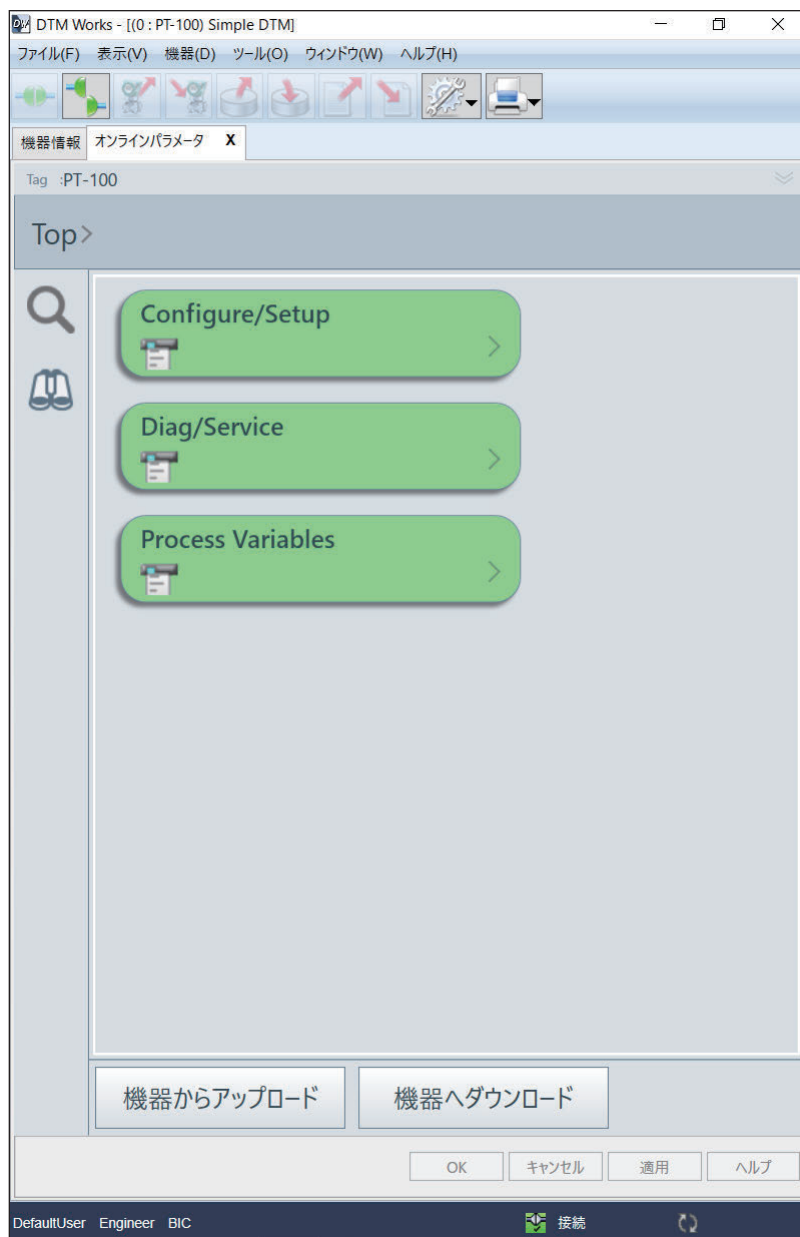 DTM Works - [(0 : PT-100) Simple DTM]
ファイル(F) 表示(V) 機器(D) ツール(O) ウィンドウ(W) ヘルプ(H)
機器情報 オンラインパラメータ X
Tag :PT-100
Top>
Configure/Setup
Diag/Service
Process Variables
機器からアップロード 機器へダウンロード
OK キャンセル 適用 ヘルプ
DefaultUser Engineer BIC 接続